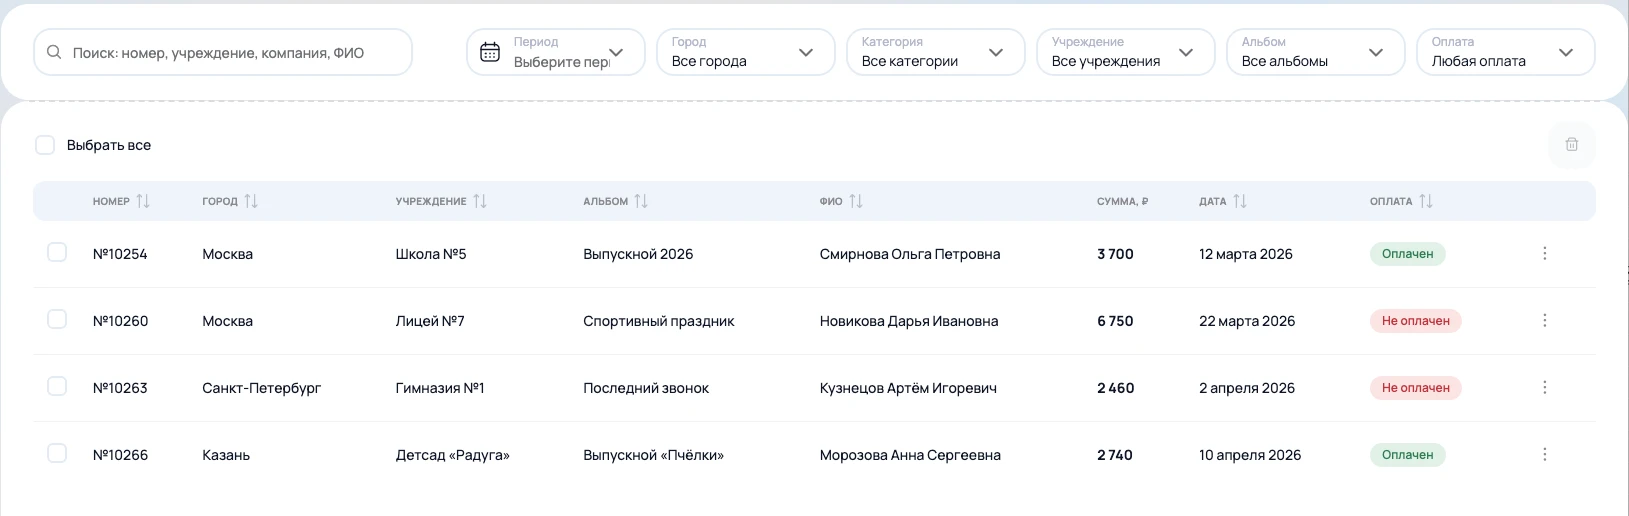 Поиск: номер, учреждение, компания, ФИО
Период
Выберите пер
Город
Все города
Категория
Все категории
Учреждение
Все учреждения
Альбом
Все альбомы
Оплата
Любая оплата
Выбрать все
НОМЕР ГОРОД УЧРЕЖДЕНИЕ АЛЬБОМ ФИО СУММА, ₽ ДАТА ОПЛАТА
№10254 Москва Школа №5 Выпускной 2026 Смирнова Ольга Петровна 3 700 12 марта 2026 Оплачен
№10260 Москва Лицей №7 Спортивный праздник Новикова Дарья Ивановна 6 750 22 марта 2026 Не оплачен
№10263 Санкт-Петербург Гимназия №1 Последний звонок Кузнецов Артём Игоревич 2 460 2 апреля 2026 Не оплачен
№10266 Казань Детсад «Радуга» Выпускной «Пчёлки» Морозова Анна Сергеевна 2 740 10 апреля 2026 Оплачен